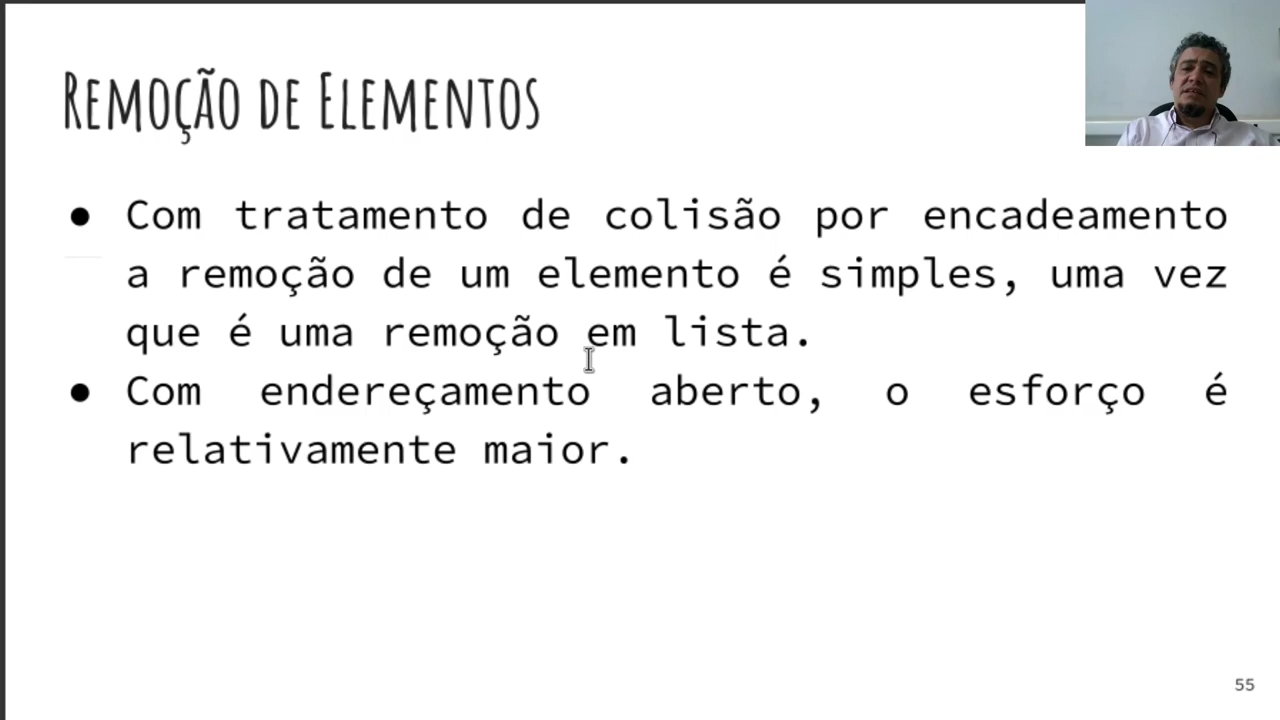 Remoção de Elementos
● Com tratamento de colisão por encadeamento
a remoção de um elemento é simples, uma vez
que é uma remoção em lista.
● Com endereçamento aberto, o esforço é
relativamente maior.
55